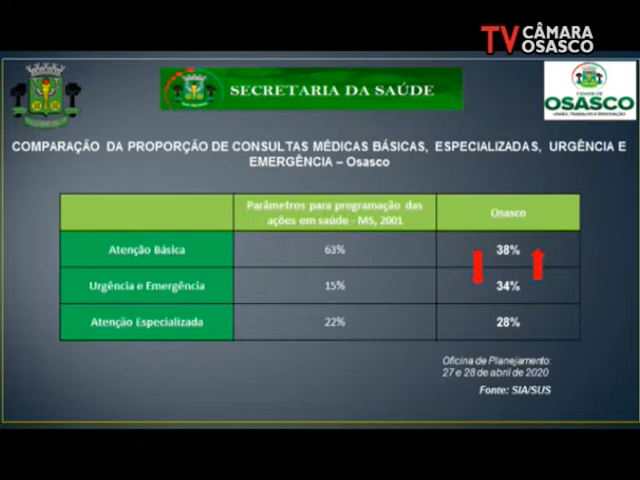 TV CÂMARA
OSASCO
SECRETARIA DA SAÚDE
CIDADE DE
OSASCO
COMPARAÇÃO DA PROPORÇÃO DE CONSULTAS MÉDICAS BÁSICAS, ESPECIALIZADAS, URGÊNCIA E
EMERGÊNCIA – Osasco
Parâmetros para programação das
ações em saúde - MS, 2001
Osasco
Atenção Básica 63% 38%
Urgência e Emergência 15% 34%
Atenção Especializada 22% 28%
Oficina de Planejamento:
27 e 28 de abril de 2020
Fonte: SIA/SUS